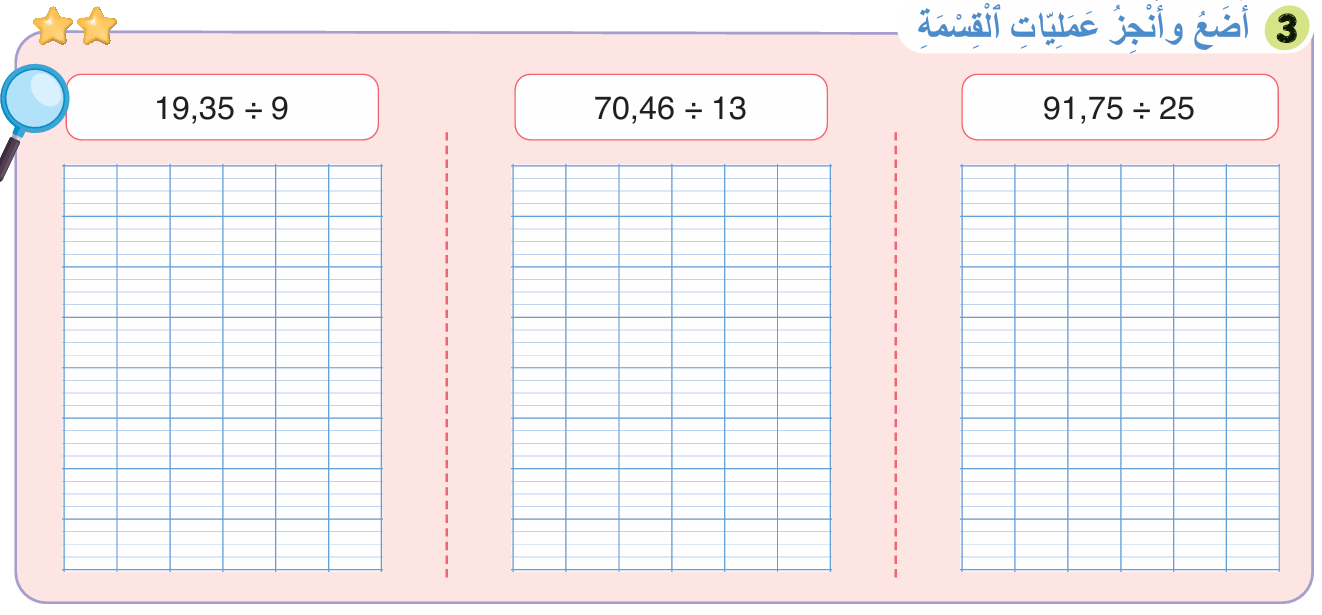 3 أَضَعُ وأُنْجِزُ عَمَلِيّاتِ ٱلْقِسْمَةِ
19,35 ÷ 9
70,46 ÷ 13
91,75 ÷ 25